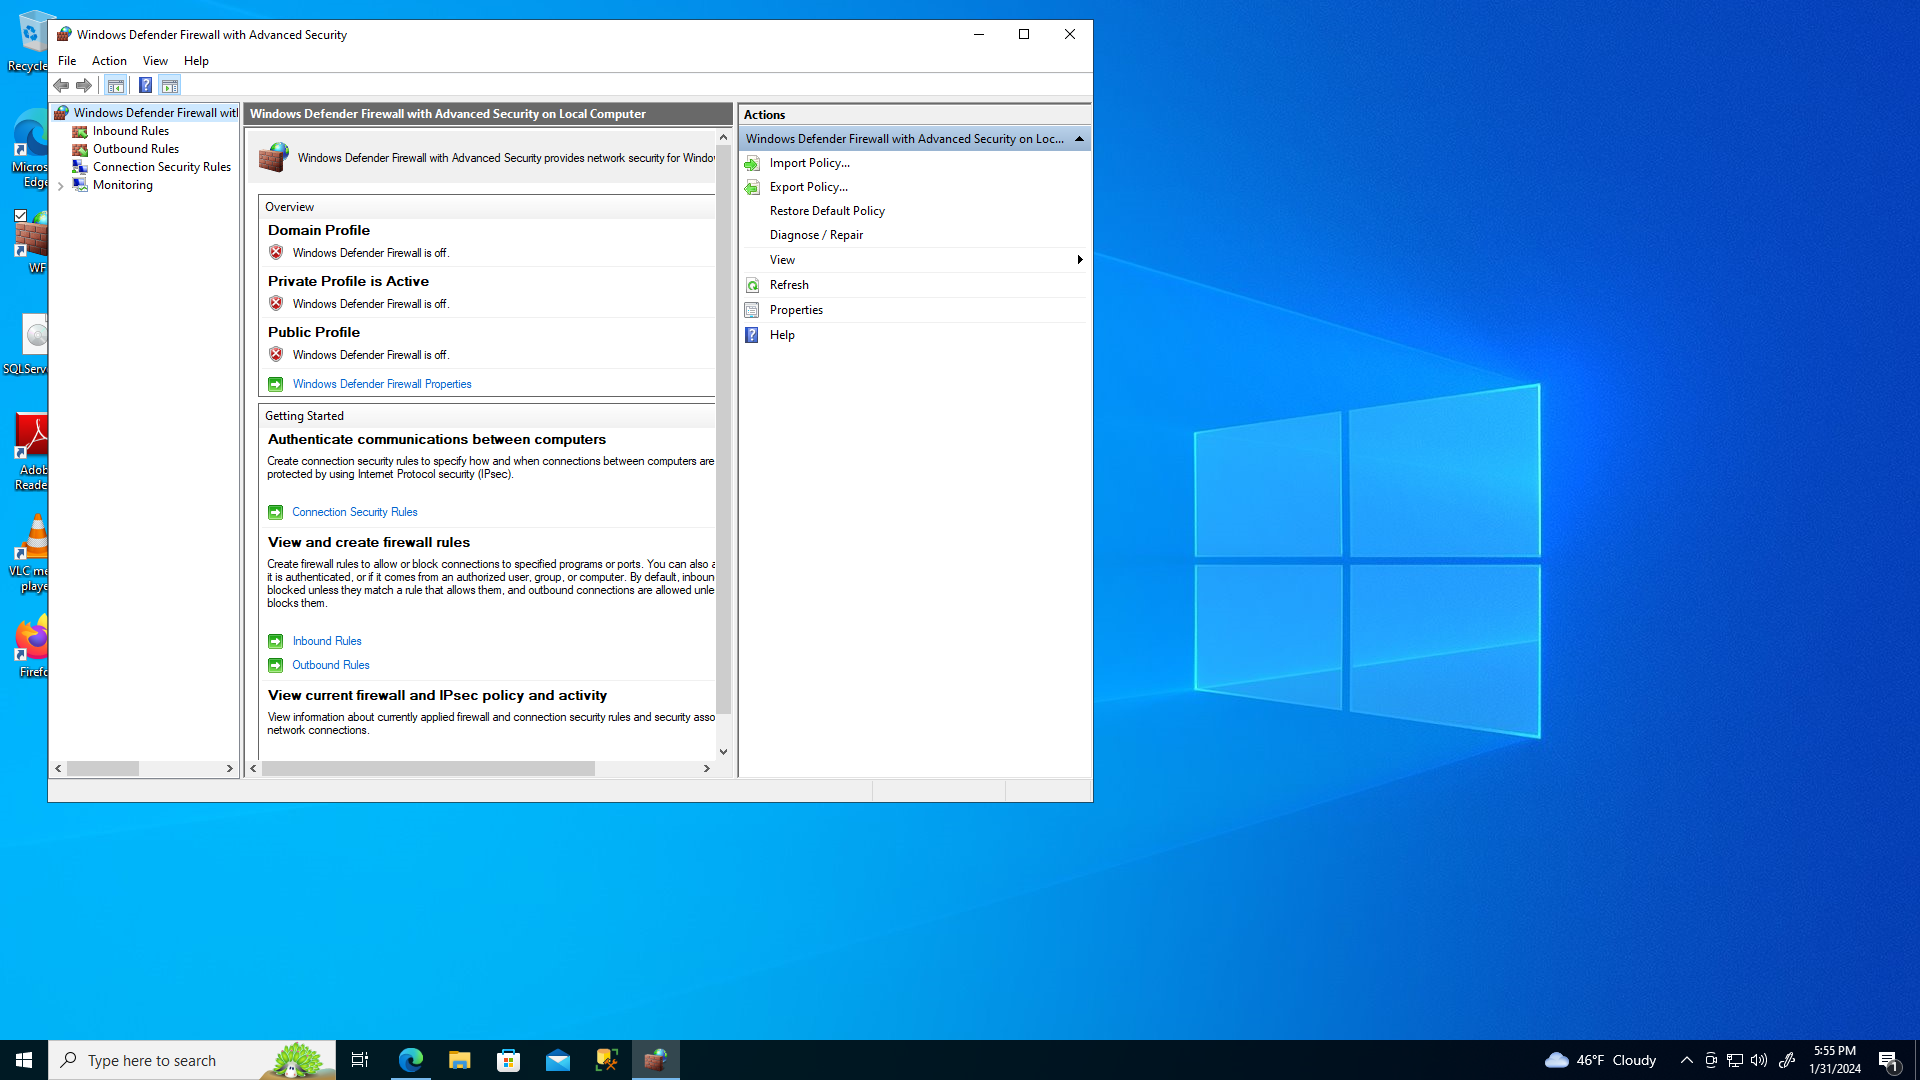 Windows Defender Firewall with Advanced Security
File Action View Help
Windows Defender Firewall wit
Inbound Rules
Outbound Rules
Connection Security Rules
Monitoring
Windows Defender Firewall with Advanced Security on Local Computer
Windows Defender Firewall with Advanced Security provides network security for Windo
Overview
Domain Profile
Windows Defender Firewall is off.
Private Profile is Active
Windows Defender Firewall is off.
Public Profile
Windows Defender Firewall is off.
Windows Defender Firewall Properties
Getting Started
Authenticate communications between computers
Create connection security rules to specify how and when connections between computers are
protected by using Internet Protocol security (IPsec).
Connection Security Rules
View and create firewall rules
Create firewall rules to allow or block connections to specified programs or ports. You can also a
it is authenticated, or if it comes from an authorized user, group, or computer. By default, inboun
blocked unless they match a rule that allows them, and outbound connections are allowed unle
blocks them.
Inbound Rules
Outbound Rules
View current firewall and IPsec policy and activity
View information about currently applied firewall and connection security rules and security asso
network connections.
Actions
Windows Defender Firewall with Advanced Security on Loc...
Import Policy...
Export Policy...
Restore Default Policy
Diagnose / Repair
View
Refresh
Properties
Help
Recycle
Micros
Edge
WF
SQLServ
Adob
Reade
VLC me
playe
Firefo
Type here to search
46°F Cloudy
5:55 PM
1/31/2024
1